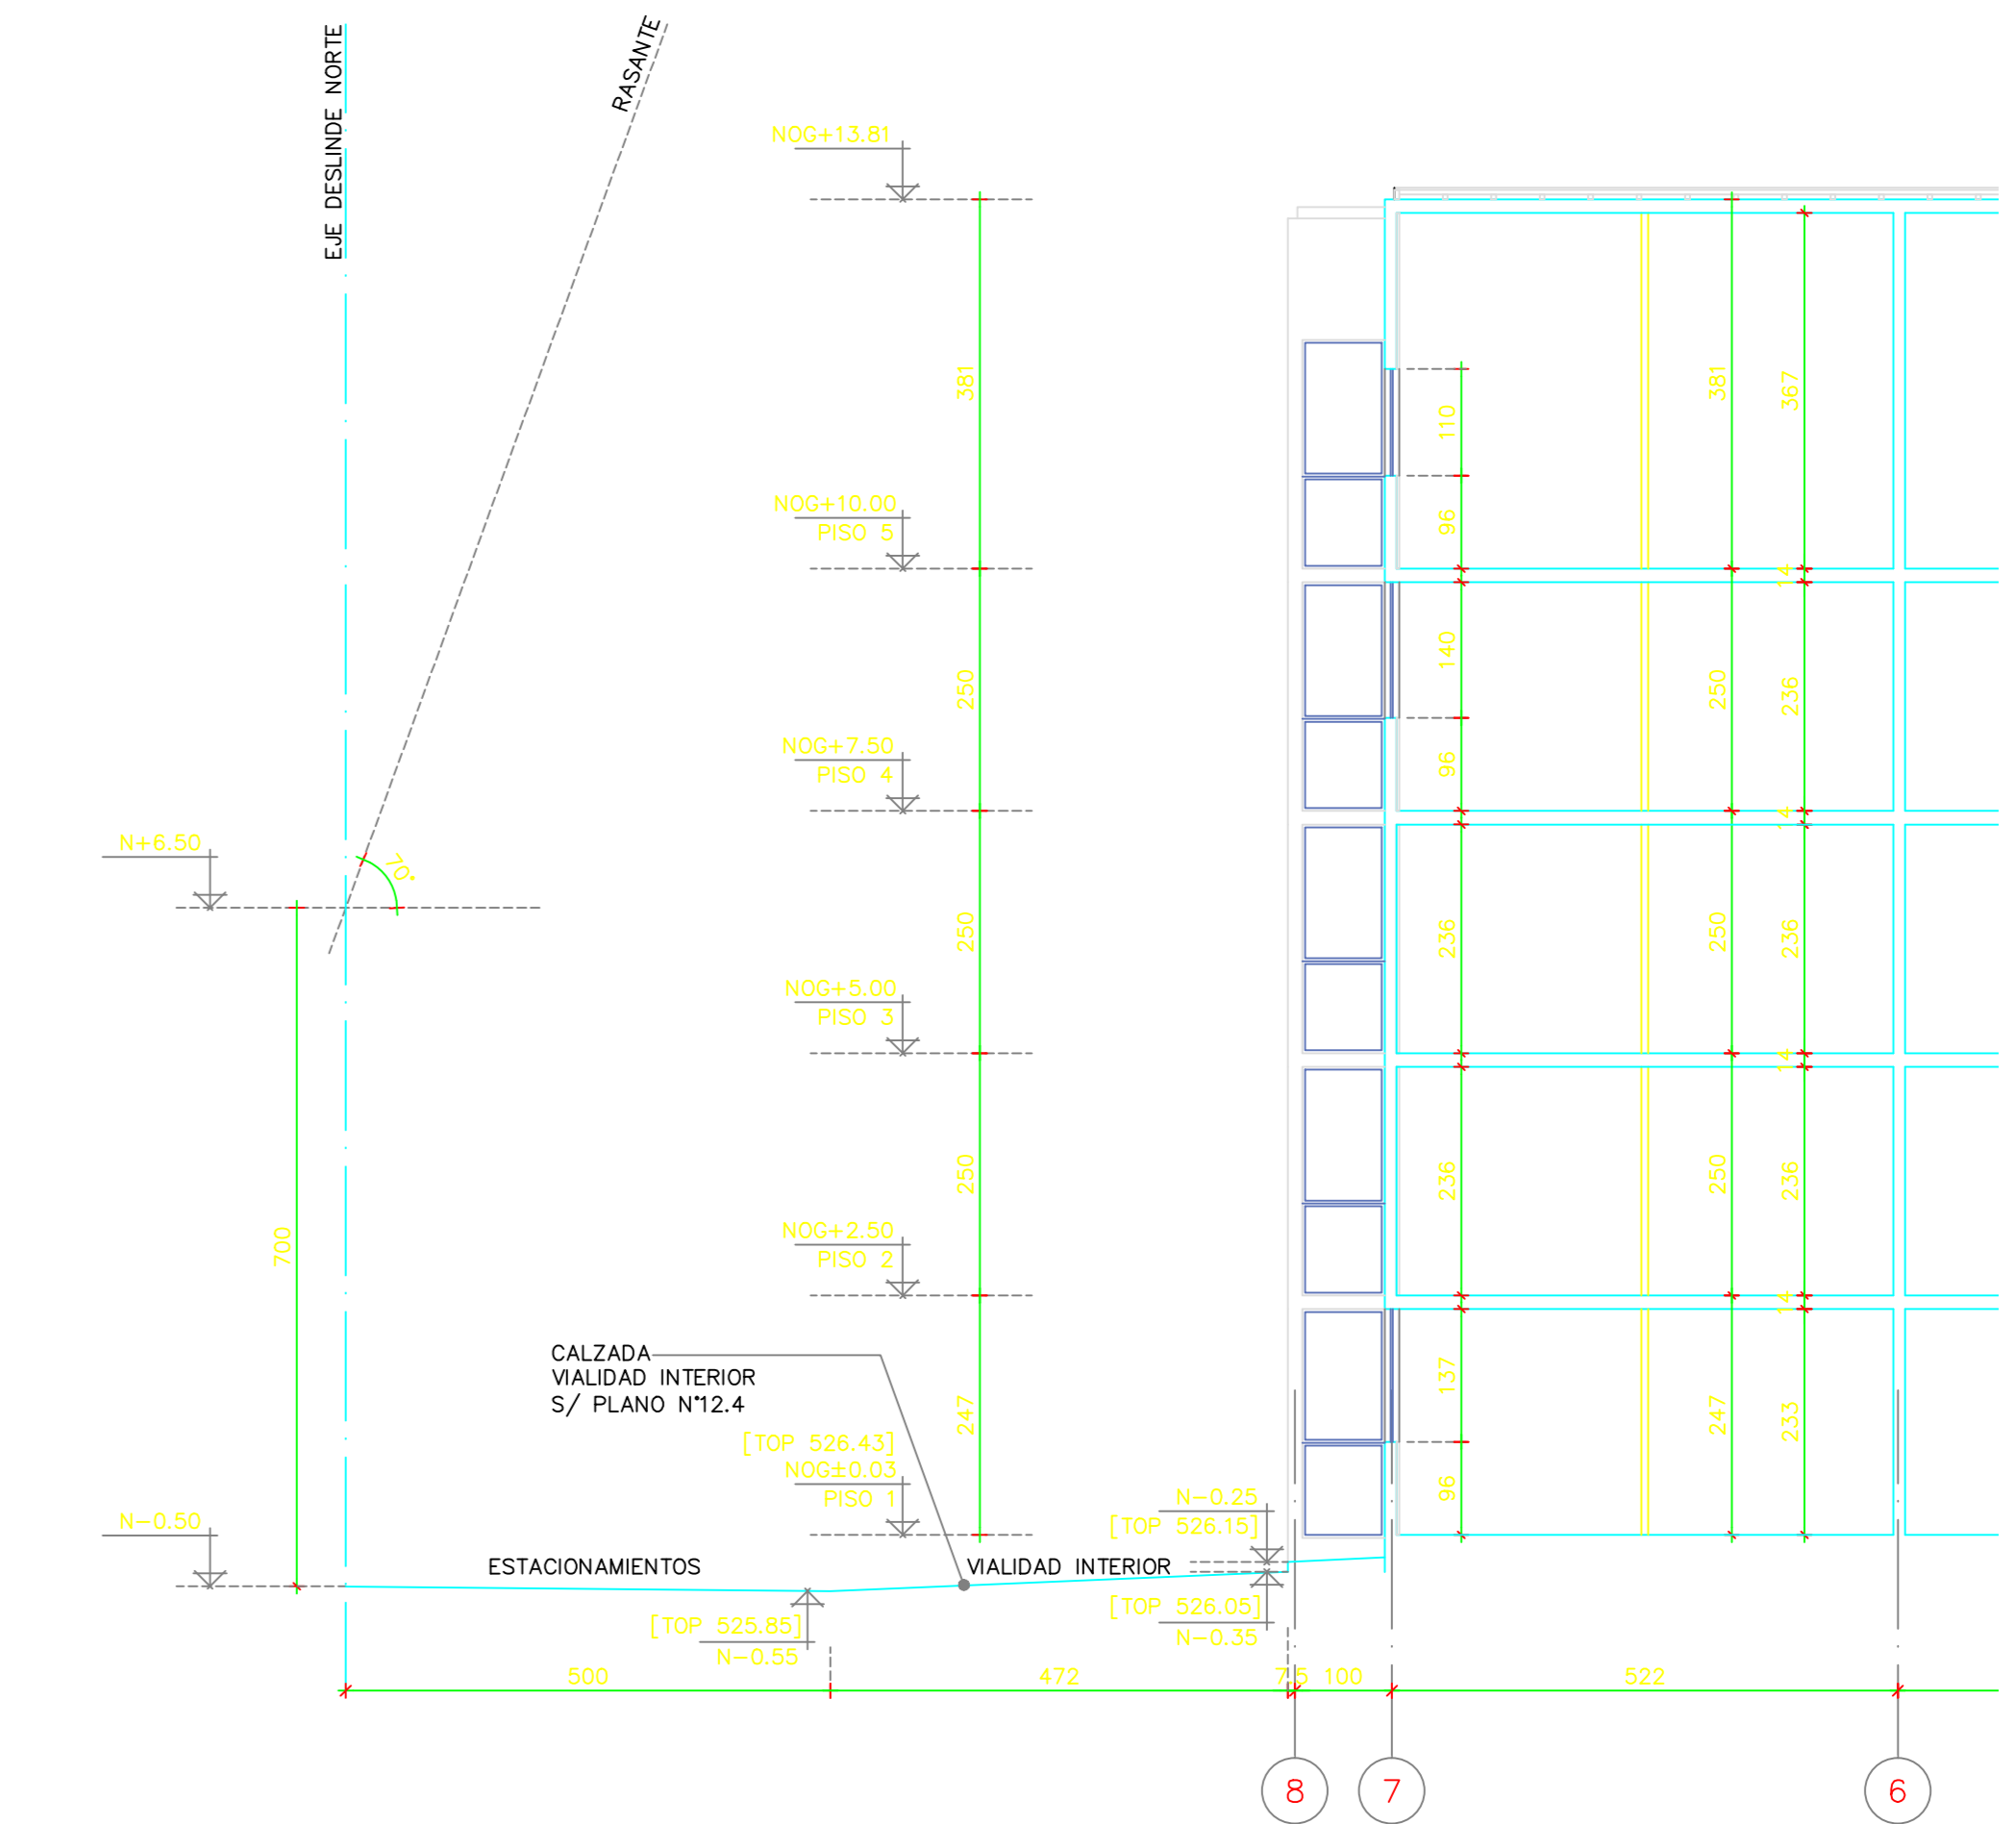 EJE DESLINDE NORTE
RASANTE
NOG+13.81
381
381
367
110
NOG+10.00
PISO 5
96
14
140
250
250
236
NOG+7.50
PISO 4
96
14
N+6.50
70°
236
250
250
236
NOG+5.00
PISO 3
14
236
250
250
236
700
NOG+2.50
PISO 2
14
CALZADA
VIALIDAD INTERIOR
S/ PLANO N°12.4
137
247
247
233
[TOP 526.43]
NOG±0.03
PISO 1
96
N-0.50
N-0.25
[TOP 526.15]
ESTACIONAMIENTOS
VIALIDAD INTERIOR
[TOP 525.85]
N-0.55
[TOP 526.05]
N-0.35
500
472
7.5
100
522
8
7
6